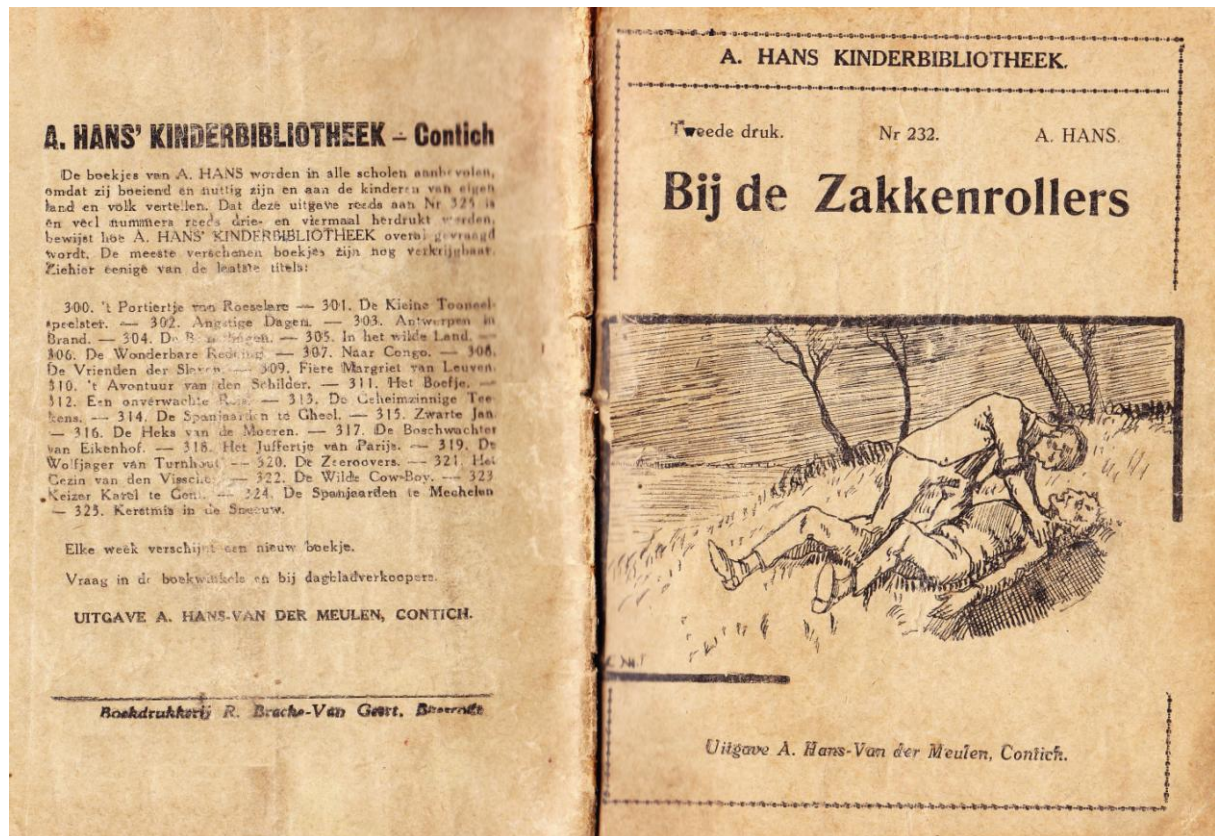 A. HANS' KINDERBIBLIOTHEEK – Contich
De boekjes van A. HANS worden in alle scholen aanbevolen,
omdat zij boeiend en nuttig zijn en aan de kinderen van eigen
land en volk vertellen. Dat deze uitgave reeds aan Nr 325 is
en veel nummers reeds drie- en viermaal herdrukt werden,
bewijst hoe A. HANS' KINDERBIBLIOTHEEK overal gevraagd
wordt. De meeste verschenen boekjes zijn nog verkrijgbaar.
Ziehier eenige van de laatste titels:
300. 't Portiertje van Roeselare — 301. De Kleine Tooneel-
speelster. — 302. Angstige Dagen. — 303. Antwerpen in
Brand. — 304. De — 305. In het wilde Land. —
306. De Wonderbare Redding. — 307. Naar Congo. — 308.
De Vrienden der Slaven. — 309. Fiere Margriet van Leuven.
310. 't Avontuur van den Schilder. — 311. Het Boefje. —
312. Een onverwachte Reis. — 313. De Geheimzinnige Tee-
kens. — 314. De Spanjaarden te Gheel. — 315. Zwarte Jan.
— 316. De Heks van de Moeren. — 317. De Boschwachter
van Eikenhof. — 318. Het Juffertje van Parijs. — 319. De
Wolfjager van Turnhout. — 320. De Zeeroovers. — 321. Het
Gezin van den Visscher. — 322. De Wilde Cow-Boy. — 323
Keizer Karel te Gent. — 324. De Spanjaarden te Mechelen
— 325. Kerstmis in de Sneeuw.
Elke week verschijnt een nieuw boekje.
Vraag in de boekwinkels en bij dagbladverkoopers.
UITGAVE A. HANS-VAN DER MEULEN, CONTICH.
Boekdrukkerij R. Bracke-Van Geert,
A. HANS KINDERBIBLIOTHEEK.
Tweede druk. Nr 232. A. HANS.
Bij de Zakkenrollers
Uitgave A. Hans-Van der Meulen, Contich.